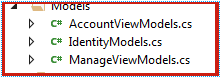 Models
C# AccountViewModels.cs
C# IdentityModels.cs
C# ManageViewModels.cs